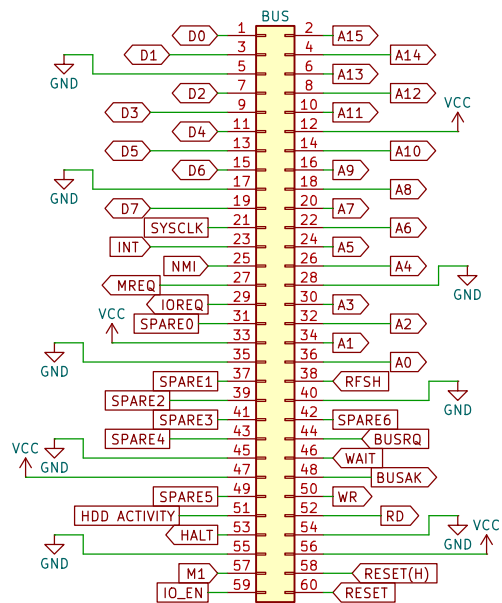 BUS
D0 1 2 A15
D1 3 4 A14
5 6 A13
GND
D2 7 8 A12
D3 9 10 A11
VCC
D4 11 12
D5 13 14 A10
D6 15 16 A9
17 18 A8
GND
D7 19 20 A7
SYSCLK 21 22 A6
INT 23 24 A5
NMI 25 26 A4
MREQ 27 28
GND
IOREQ 29 30 A3
VCC
SPARE0 31 32 A2
33 34 A1
35 36 A0
GND
SPARE1 37 38 RFSH
SPARE2 39 40
GND
SPARE3 41 42 SPARE6
SPARE4 43 44 BUSRQ
GND
45 46 WAIT
VCC
47 48 BUSAK
SPARE5 49 50 WR
HDD ACTIVITY 51 52 RD
VCC
HALT 53 54
GND
55 56
GND
M1 57 58 RESET(H)
IO_EN 59 60 RESET